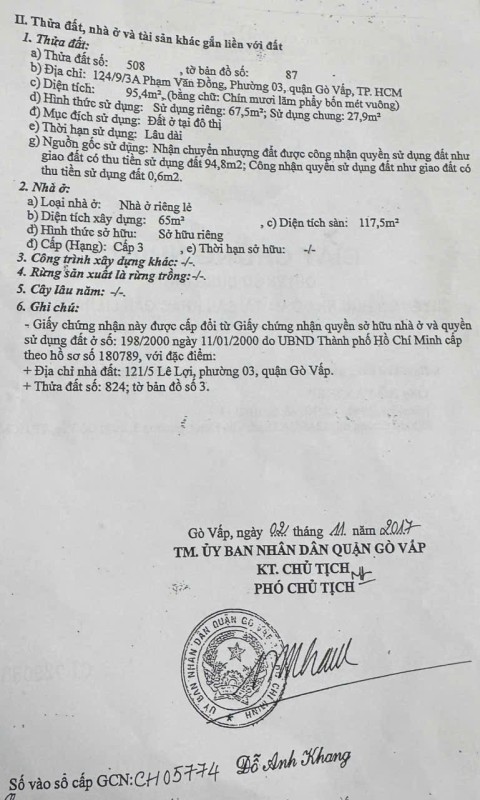 II. Thửa đất, nhà ở và tài sản khác gắn liền với đất
1. Thửa đất:
a) Thửa đất số: 508 , tờ bản đồ số: 87
b) Địa chỉ: 124/9/3A Phạm Văn Đồng, Phường 03, quận Gò Vấp, TP. HCM
c) Diện tích: 95,4m², (bằng chữ: Chín mươi lăm phẩy bốn mét vuông)
d) Hình thức sử dụng: Sử dụng riêng: 67,5m²; Sử dụng chung: 27,9m²
đ) Mục đích sử dụng: Đất ở tại đô thị
e) Thời hạn sử dụng: Lâu dài
g) Nguồn gốc sử dụng: Nhận chuyển nhượng đất được công nhận quyền sử dụng đất như
giao đất có thu tiền sử dụng đất 94,8m2; Công nhận quyền sử dụng đất như giao đất có
thu tiền sử dụng đất 0,6m2.
2. Nhà ở:
a) Loại nhà ở: Nhà ở riêng lẻ
b) Diện tích xây dựng: 65m² , c) Diện tích sàn: 117,5m²
d) Hình thức sở hữu: Sở hữu riêng
đ) Cấp (Hạng): Cấp 3 , e) Thời hạn sở hữu: -/-
3. Công trình xây dựng khác: -/-.
4. Rừng sản xuất là rừng trồng: -/-.
5. Cây lâu năm: -/-.
6. Ghi chú:
- Giấy chứng nhận này được cấp đổi từ Giấy chứng nhận quyền sở hữu nhà ở và quyền
sử dụng đất ở số: 198/2000 ngày 11/01/2000 do UBND Thành phố Hồ Chí Minh cấp
theo hồ sơ số 180789, với đặc điểm:
+ Địa chỉ nhà đất: 121/5 Lê Lợi, phường 03, quận Gò Vấp.
+ Thửa đất số: 824; tờ bản đồ số 3.
Gò Vấp, ngày 02 tháng 11 năm 2017
TM. ỦY BAN NHÂN DÂN QUẬN GÒ VẤP
KT. CHỦ TỊCH
PHÓ CHỦ TỊCH
ỦY BAN NHÂN DÂN QUẬN GÒ VẤP CHÍ MINH
Đỗ Anh Khang
Số vào sổ cấp GCN: CH05774